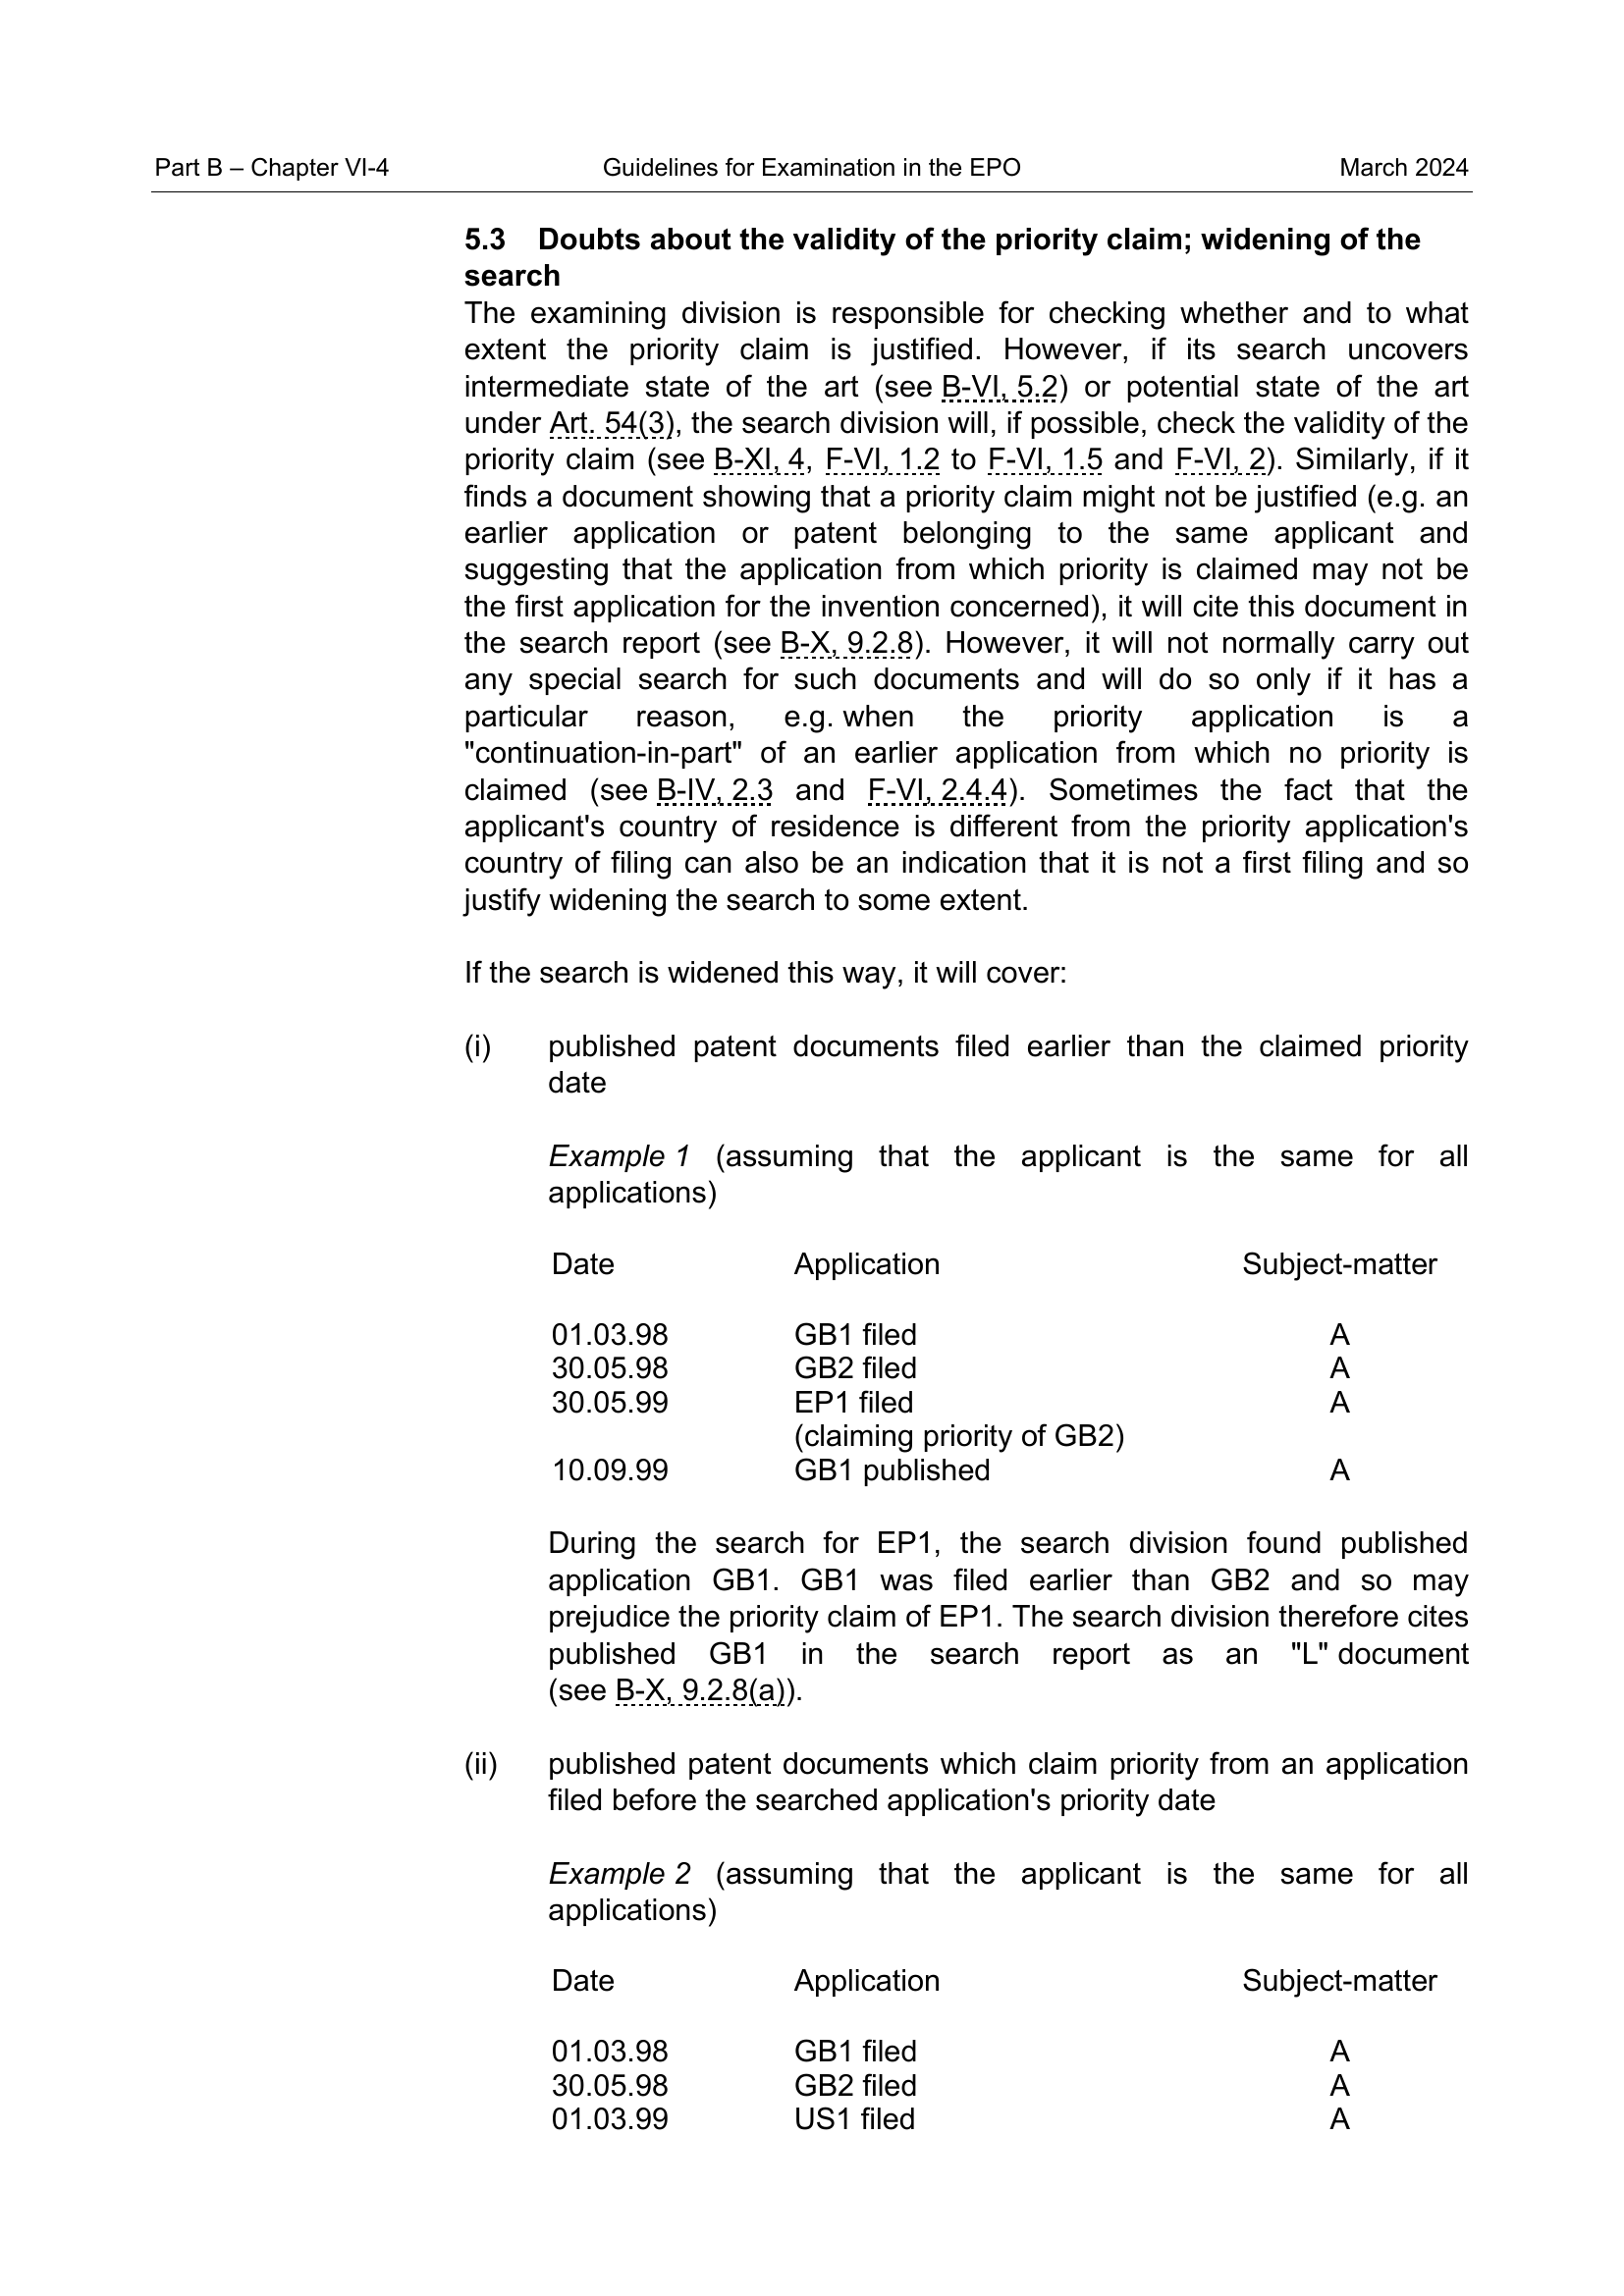 Part B – Chapter VI-4 Guidelines for Examination in the EPO March 2024
5.3 Doubts about the validity of the priority claim; widening of the
search
The examining division is responsible for checking whether and to what
extent the priority claim is justified. However, if its search uncovers
intermediate state of the art (see B-VI, 5.2) or potential state of the art
under Art. 54(3), the search division will, if possible, check the validity of the
priority claim (see B-XI, 4, F-VI, 1.2 to F-VI, 1.5 and F-VI, 2). Similarly, if it
finds a document showing that a priority claim might not be justified (e.g. an
earlier application or patent belonging to the same applicant and
suggesting that the application from which priority is claimed may not be
the first application for the invention concerned), it will cite this document in
the search report (see B-X, 9.2.8). However, it will not normally carry out
any special search for such documents and will do so only if it has a
particular reason, e.g. when the priority application is a
"continuation-in-part" of an earlier application from which no priority is
claimed (see B-IV, 2.3 and F-VI, 2.4.4). Sometimes the fact that the
applicant's country of residence is different from the priority application's
country of filing can also be an indication that it is not a first filing and so
justify widening the search to some extent.
If the search is widened this way, it will cover:
(i) published patent documents filed earlier than the claimed priority
date
Example 1 (assuming that the applicant is the same for all
applications)
Date Application Subject-matter
01.03.98 GB1 filed A
30.05.98 GB2 filed A
30.05.99 EP1 filed A
(claiming priority of GB2)
10.09.99 GB1 published A
During the search for EP1, the search division found published
application GB1. GB1 was filed earlier than GB2 and so may
prejudice the priority claim of EP1. The search division therefore cites
published GB1 in the search report as an "L" document
(see B-X, 9.2.8(a)).
(ii) published patent documents which claim priority from an application
filed before the searched application's priority date
Example 2 (assuming that the applicant is the same for all
applications)
Date Application Subject-matter
01.03.98 GB1 filed A
30.05.98 GB2 filed A
01.03.99 US1 filed A